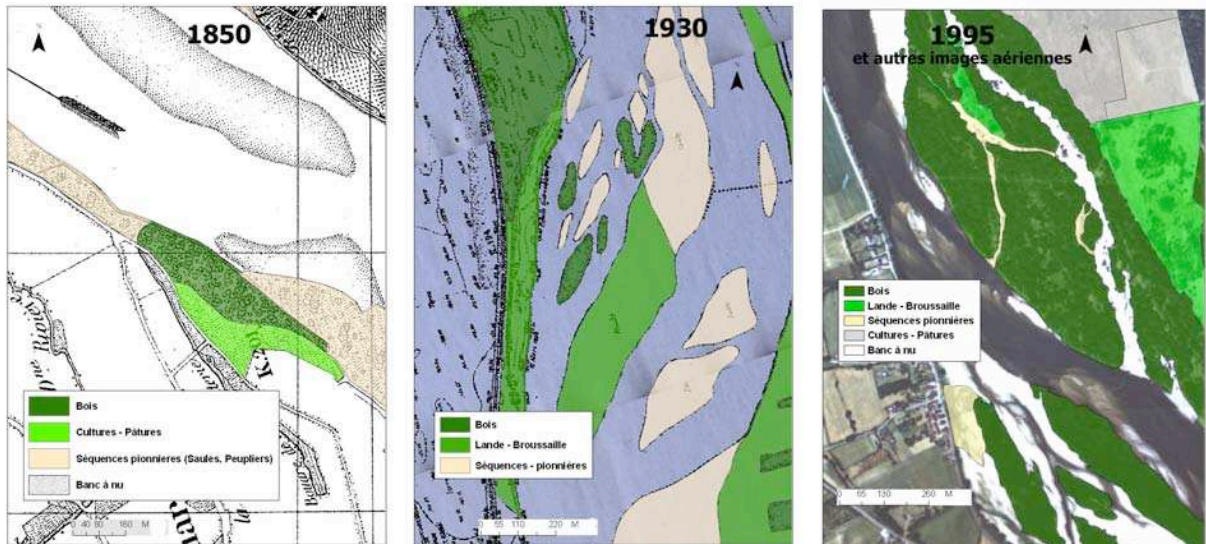 1850
Bois
Cultures - Pâtures
Séquences pionnieres (Saules, Peupliers)
Banc à nu
0 40 80 160 M
1930
Bois
Lande - Broussaille
Séquences - pionnières
0 55 110 220 M
1995
et autres images aériennes
Bois
Lande - Broussaille
Séquences pionnières
Cultures - Pâtures
Banc à nu
0 65 130 260 M